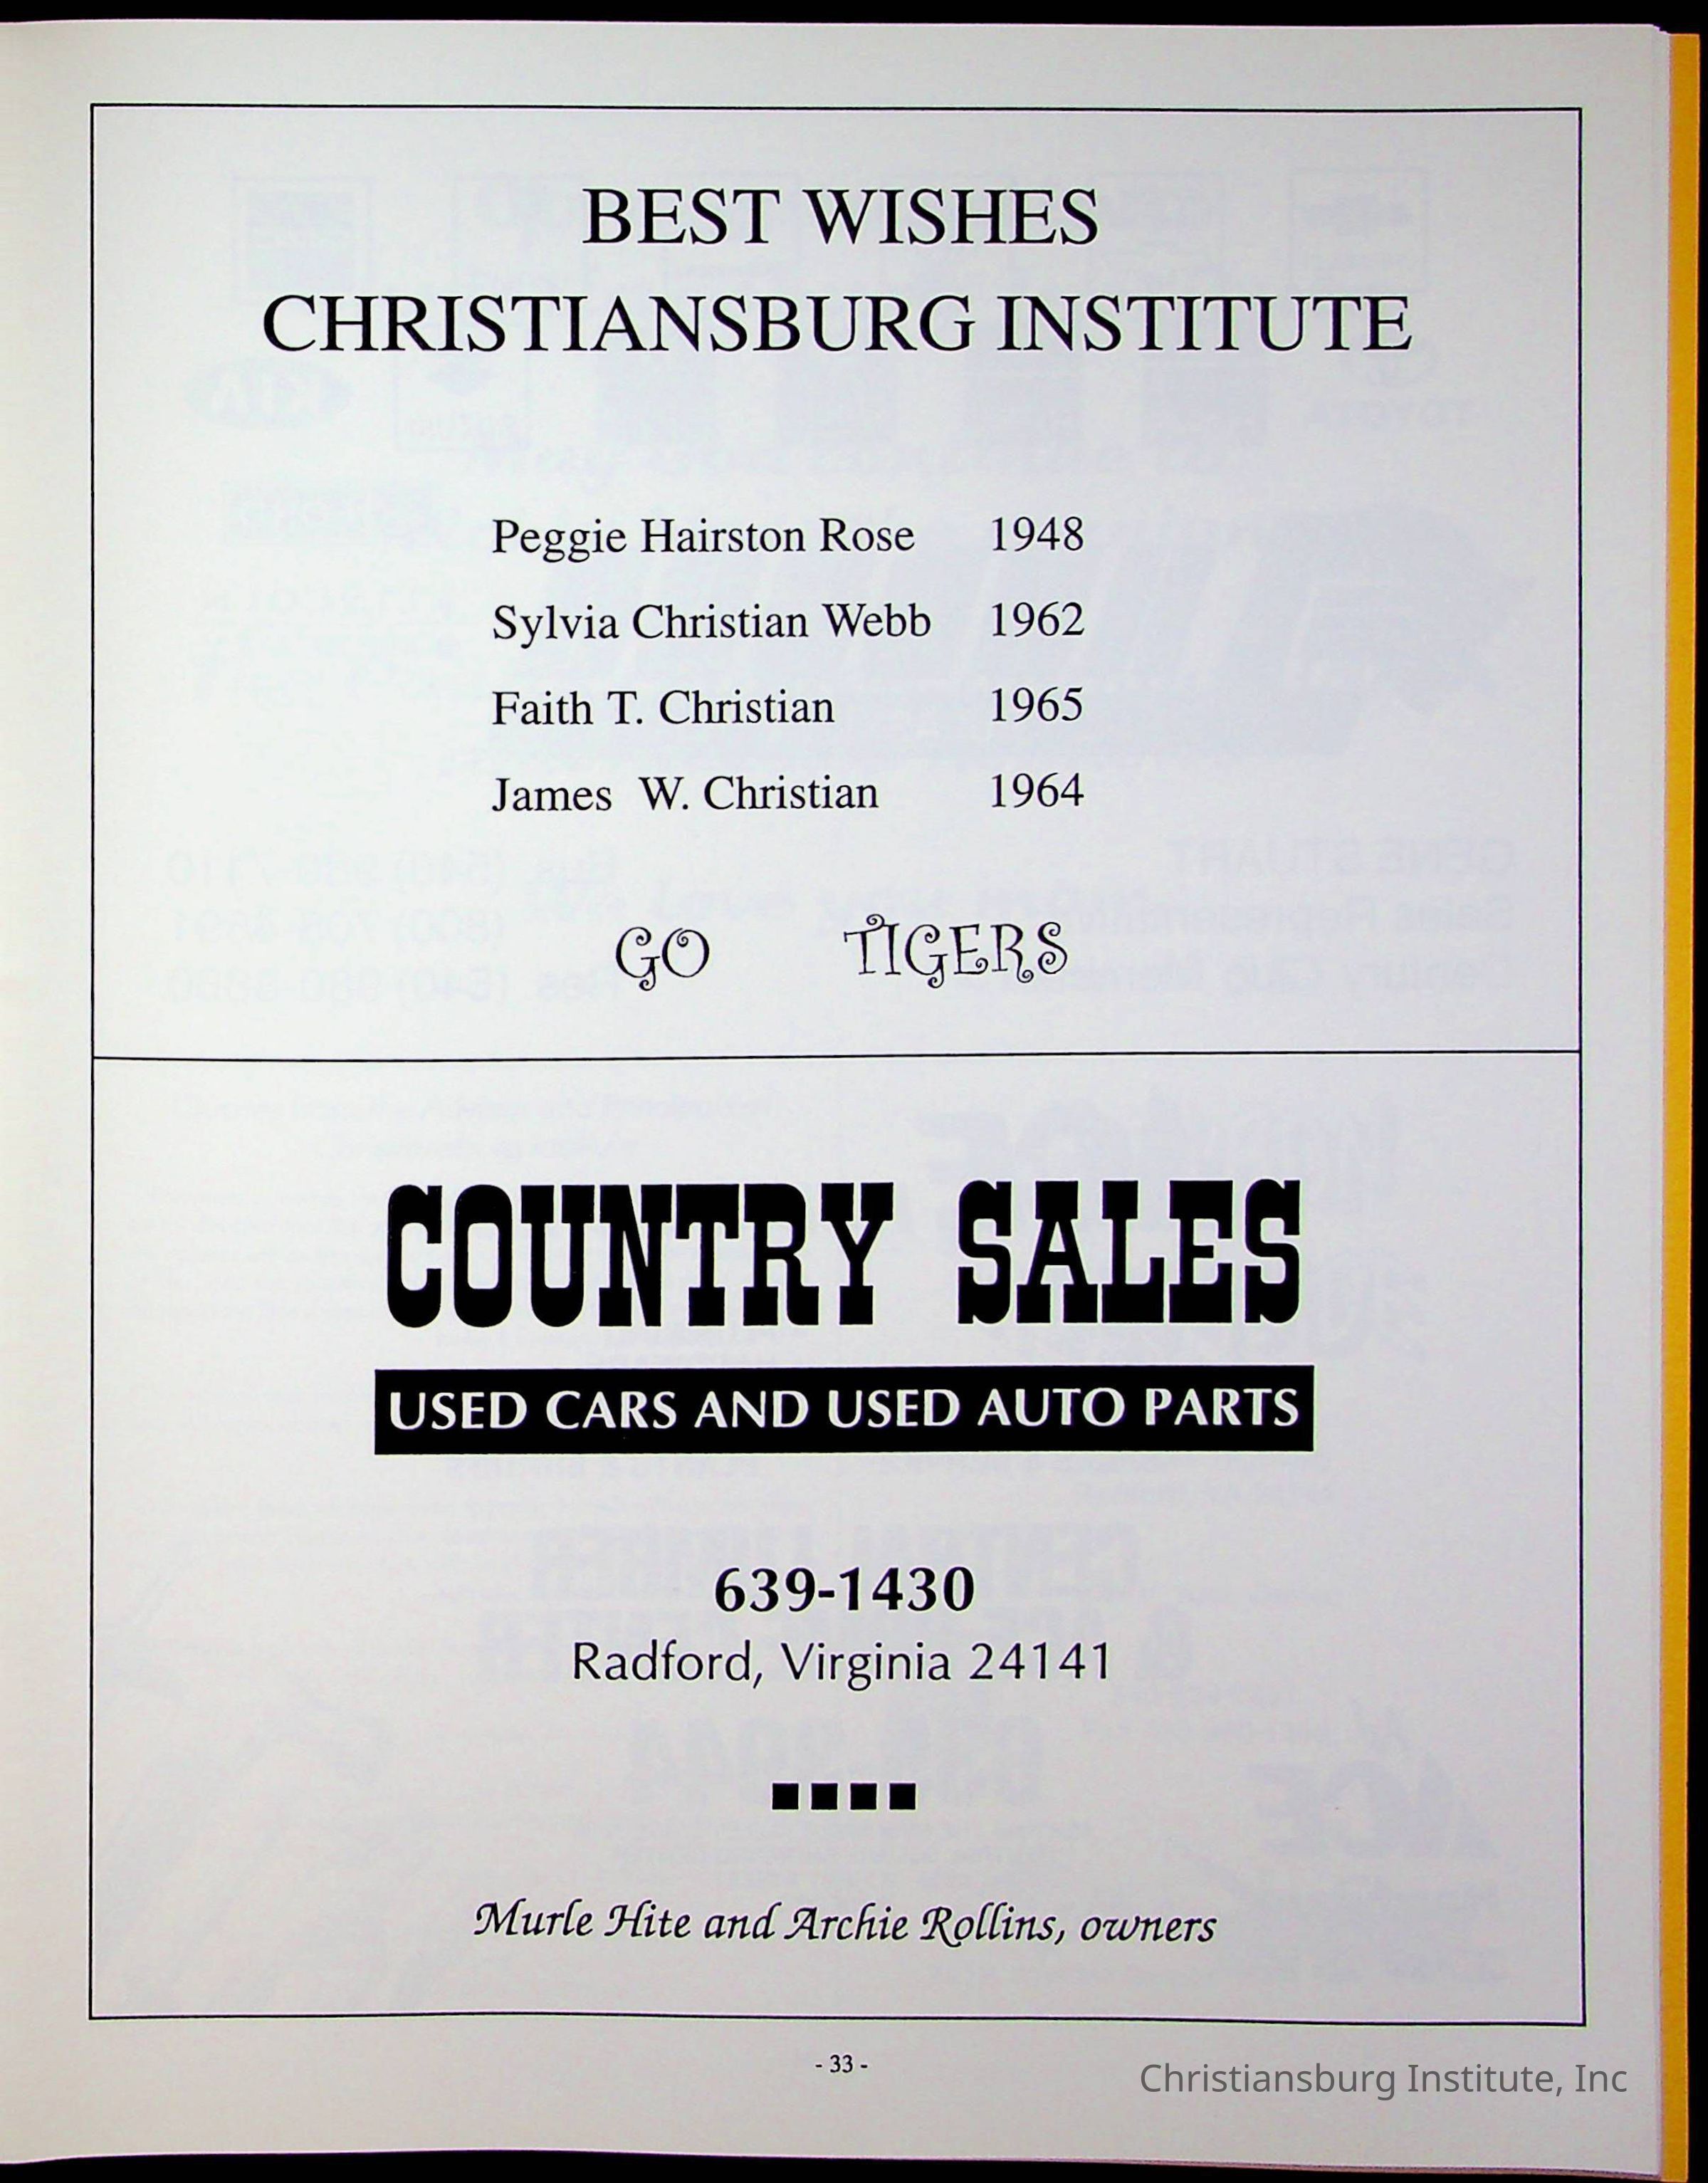 BEST WISHES
CHRISTIANSBURG INSTITUTE
Peggie Hairston Rose 1948
Sylvia Christian Webb 1962
Faith T. Christian 1965
James W. Christian 1964
GO TIGERS
COUNTRY SALES
USED CARS AND USED AUTO PARTS
639-1430
Radford, Virginia 24141
Murle Hite and Archie Rollins, owners
- 33 -
Christiansburg Institute, Inc